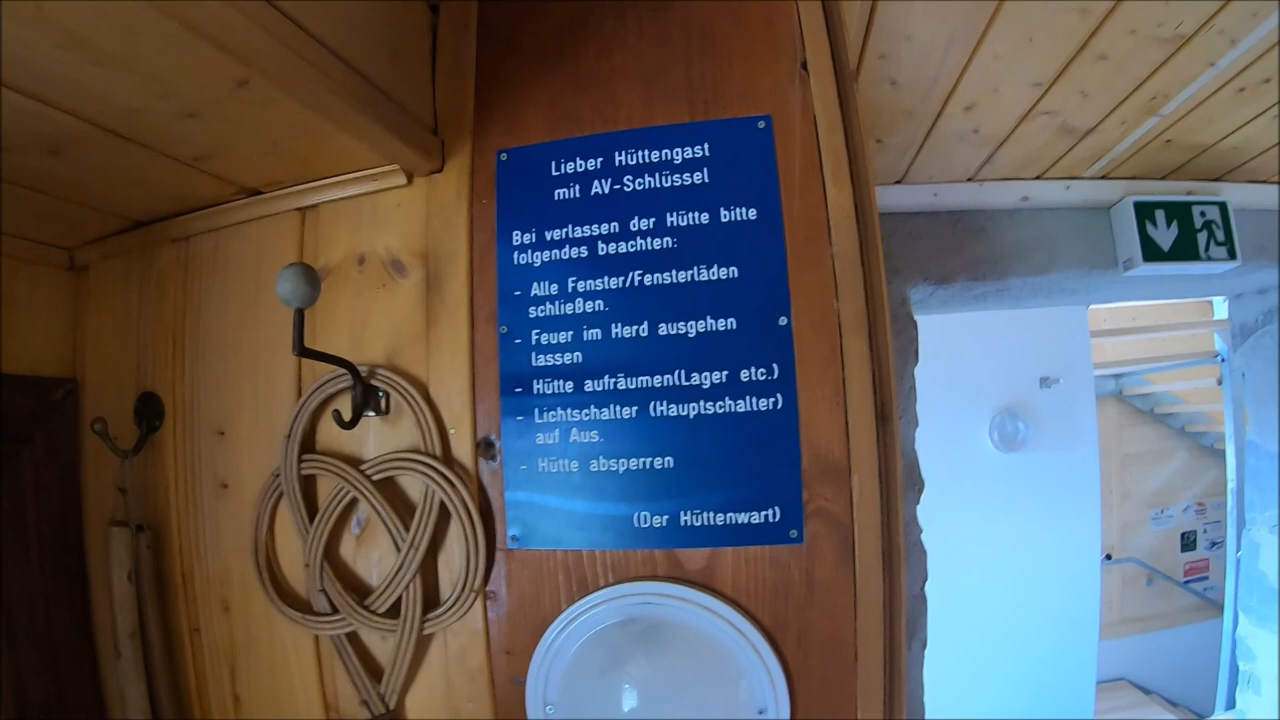 Lieber Hüttengast
mit AV-Schlüssel
Bei verlassen der Hütte bitte
folgendes beachten:
- Alle Fenster/Fensterläden
schließen.
- Feuer im Herd ausgehen
lassen
- Hütte aufräumen(Lager etc.)
- Lichtschalter (Hauptschalter)
auf Aus.
- Hütte absperren
(Der Hüttenwart)